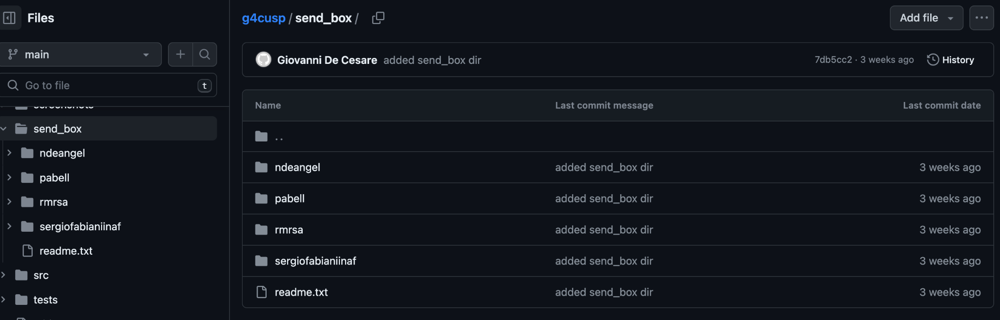 Files
main
Go to file
t
screenshots
send_box
ndeangel
pabell
rmrsa
sergiofabianiinaf
readme.txt
src
tests
g4cusp / send_box /
Add file
Giovanni De Cesare added send_box dir
7db5cc2 · 3 weeks ago
History
Name Last commit message Last commit date
..
ndeangel added send_box dir 3 weeks ago
pabell added send_box dir 3 weeks ago
rmrsa added send_box dir 3 weeks ago
sergiofabianiinaf added send_box dir 3 weeks ago
readme.txt added send_box dir 3 weeks ago